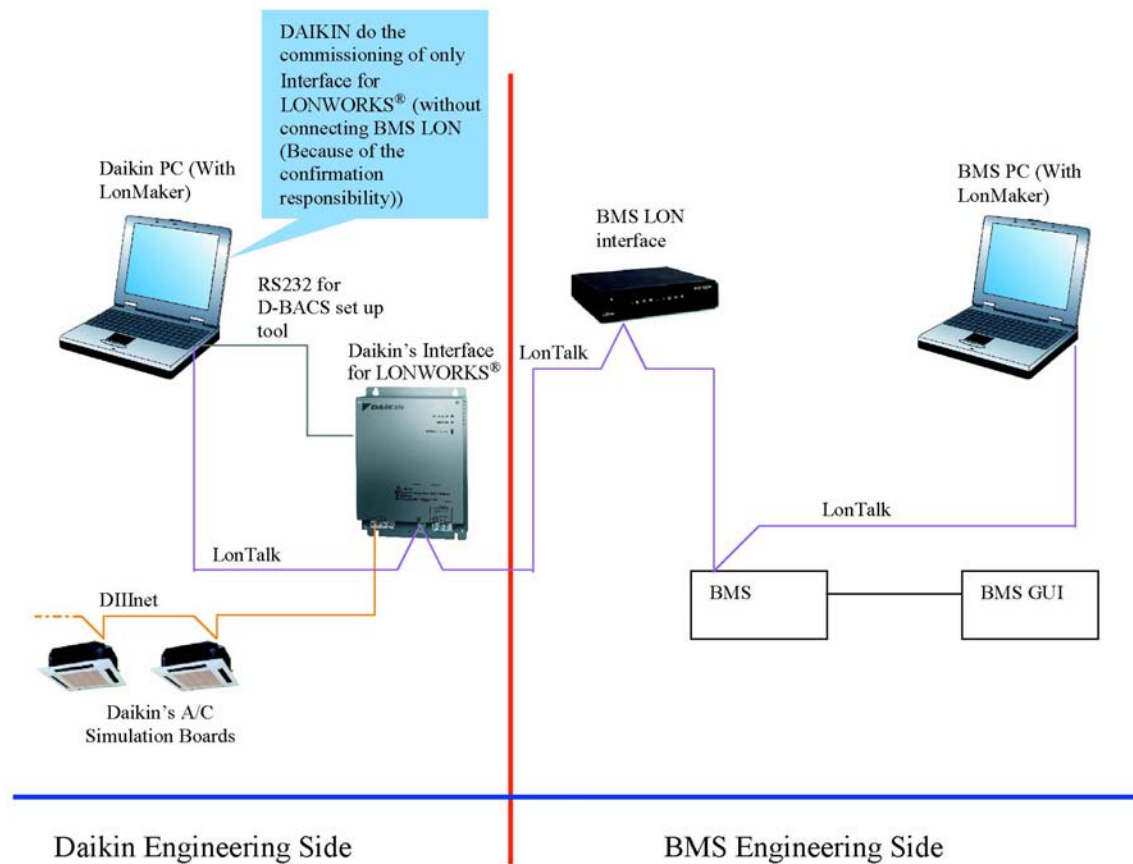 DAIKIN do the
commissioning of only
Interface for
LONWORKS® (without
connecting BMS LON
(Because of the
confirmation
responsibility))
Daikin PC (With
LonMaker)
BMS PC (With
LonMaker)
BMS LON
interface
RS232 for
D-BACS set up
tool
Daikin's Interface
for LONWORKS®
LonTalk
DAIKIN
LonTalk
LonTalk
DIIInet
BMS
BMS GUI
Daikin's A/C
Simulation Boards
Daikin Engineering Side
BMS Engineering Side